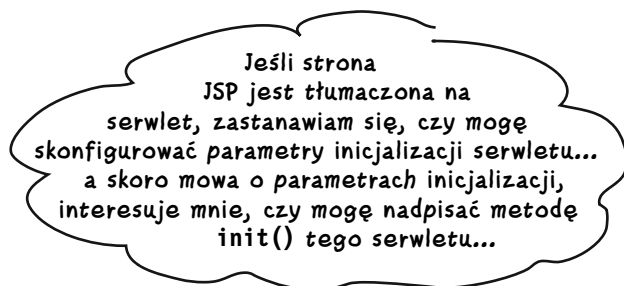 Jeśli strona
JSP jest tłumaczona na
serwlet, zastanawiam się, czy mogę
skonfigurować parametry inicjalizacji serwletu...
a skoro mowa o parametrach inicjalizacji,
interesuje mnie, czy mogę nadpisać metodę
init() tego serwletu...